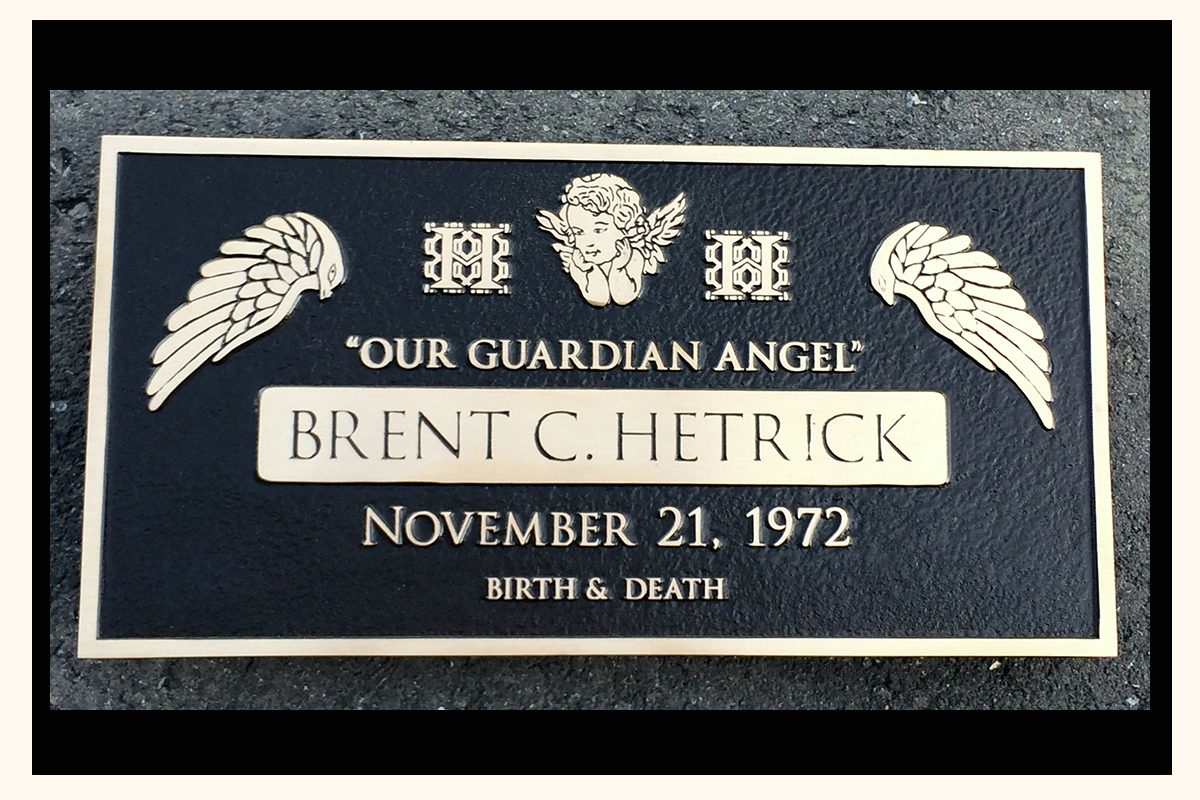 H H
“OUR GUARDIAN ANGEL”
BRENT C. HETRICK
NOVEMBER 21, 1972
BIRTH & DEATH